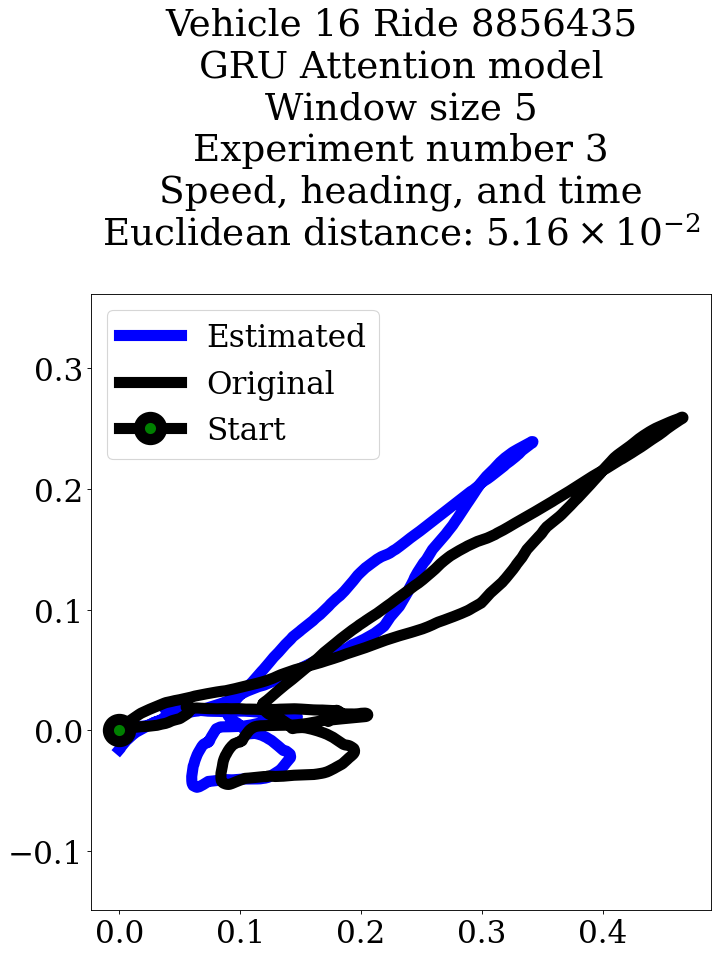 Vehicle 16 Ride 8856435
GRU Attention model
Window size 5
Experiment number 3
Speed, heading, and time
Euclidean distance: 5.16 × 10⁻²
Estimated
Original
Start
0.3
0.2
0.1
0.0
−0.1
0.0 0.1 0.2 0.3 0.4